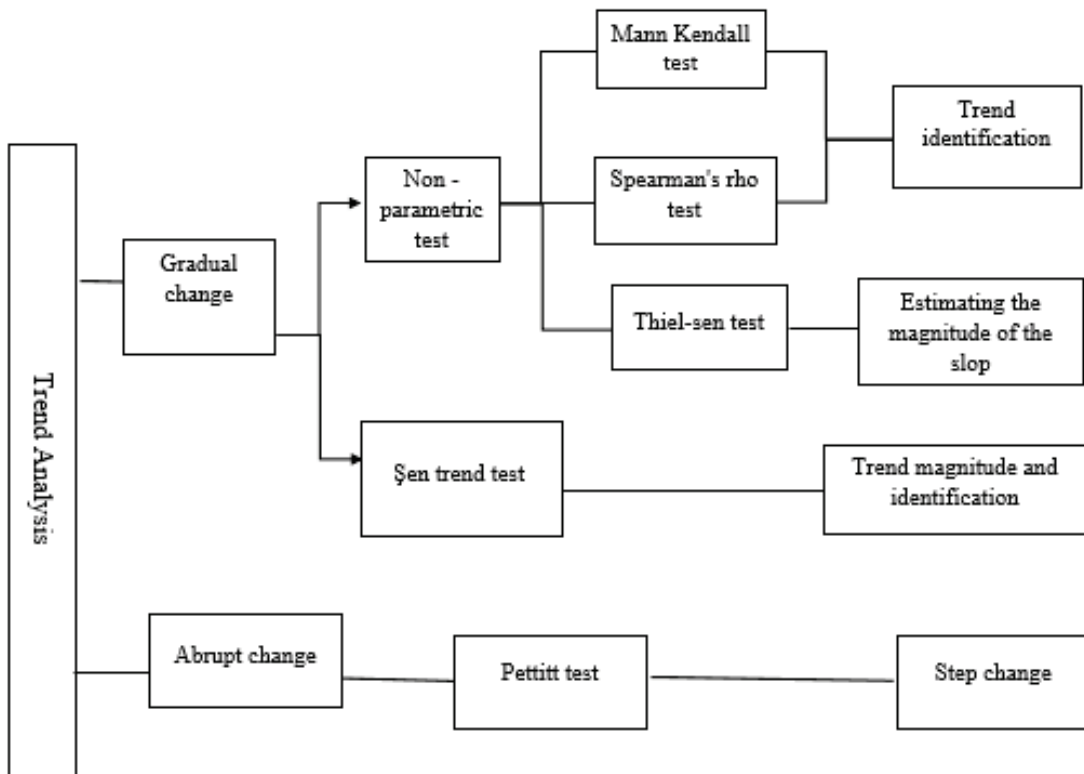 Trend Analysis
Gradual
change
Non -
parametric
test
Mann Kendall
test
Spearman's rho
test
Trend
identification
Thiel-sen test
Estimating the
magnitude of the
slop
Şen trend test
Trend magnitude and
identification
Abrupt change
Pettitt test
Step change